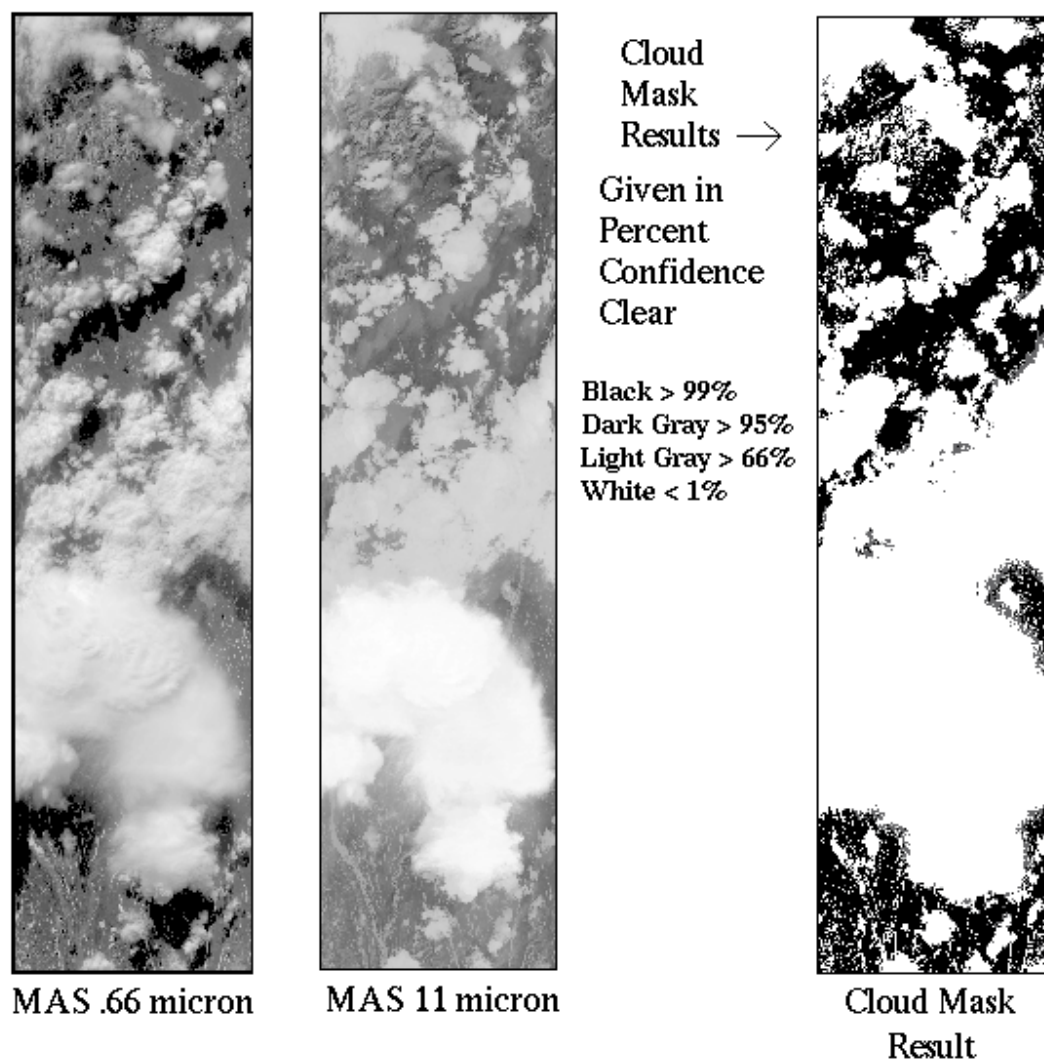 Cloud
Mask
Results →
Given in
Percent
Confidence
Clear
Black > 99%
Dark Gray > 95%
Light Gray > 66%
White < 1%
MAS .66 micron
MAS 11 micron
Cloud Mask
Result